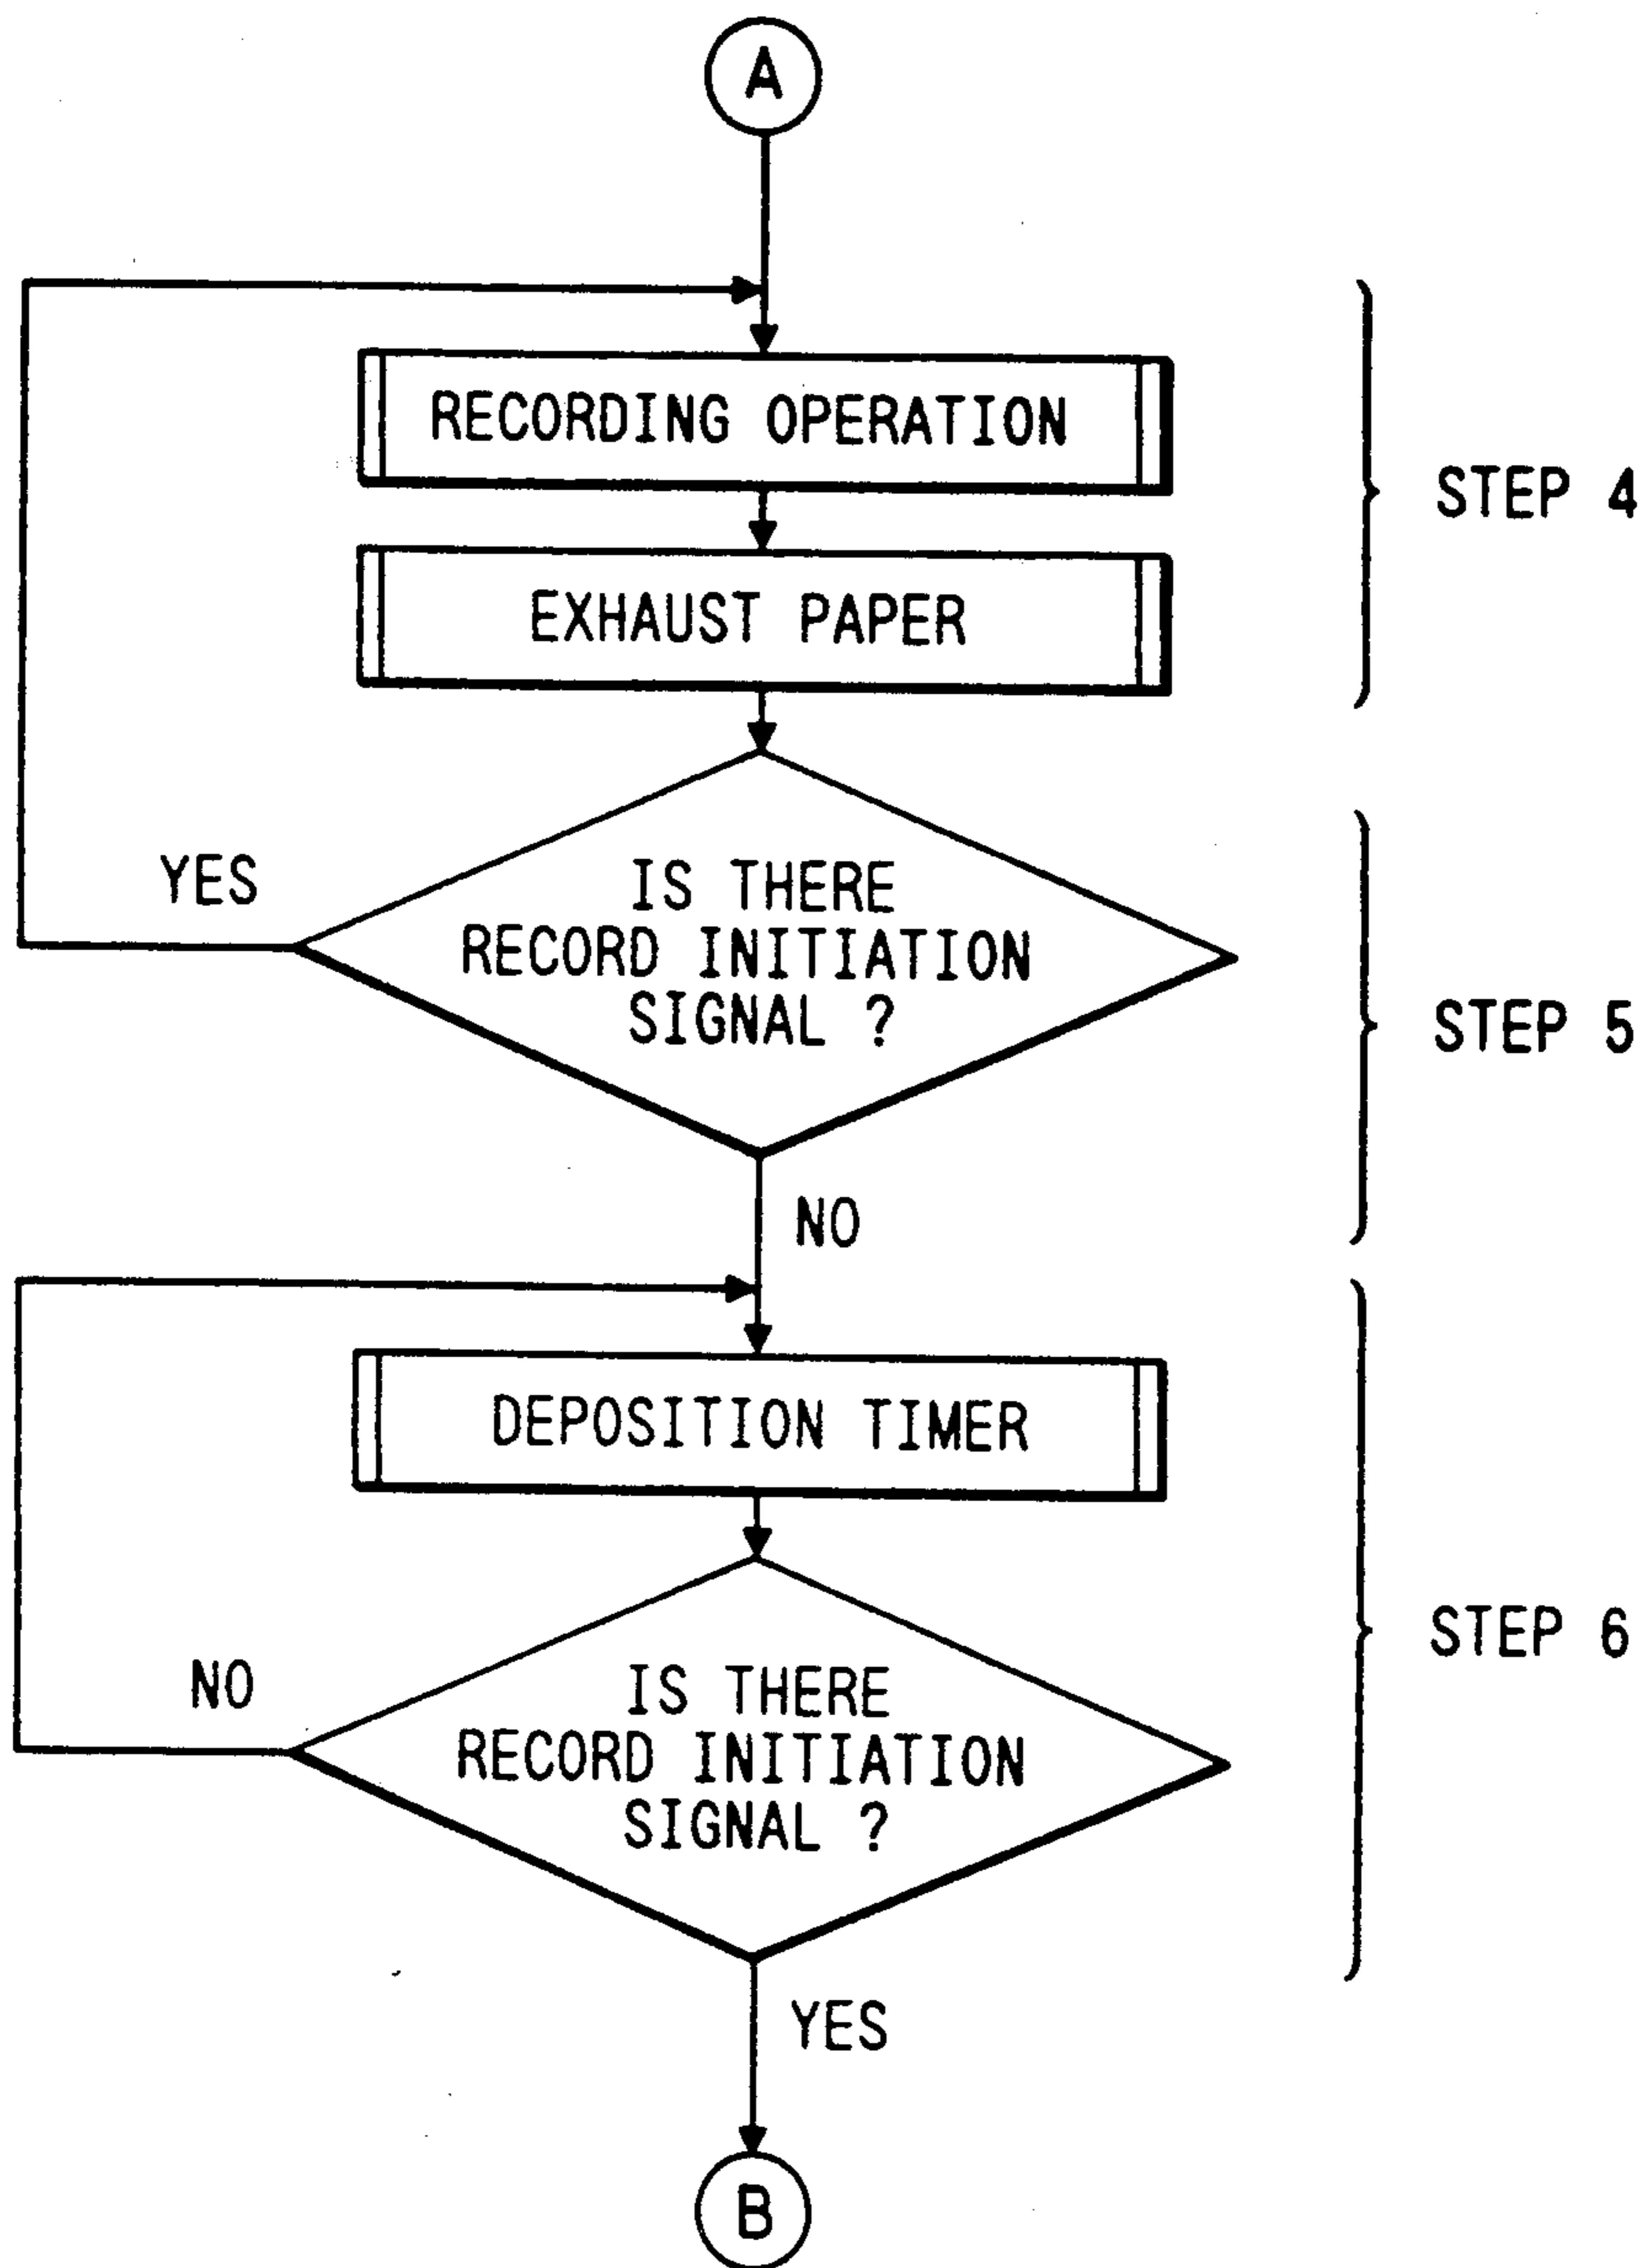 A
RECORDING OPERATION
EXHAUST PAPER
STEP 4
YES
IS THERE
RECORD INITIATION
SIGNAL ?
STEP 5
NO
DEPOSITION TIMER
NO
IS THERE
RECORD INITIATION
SIGNAL ?
STEP 6
YES
B